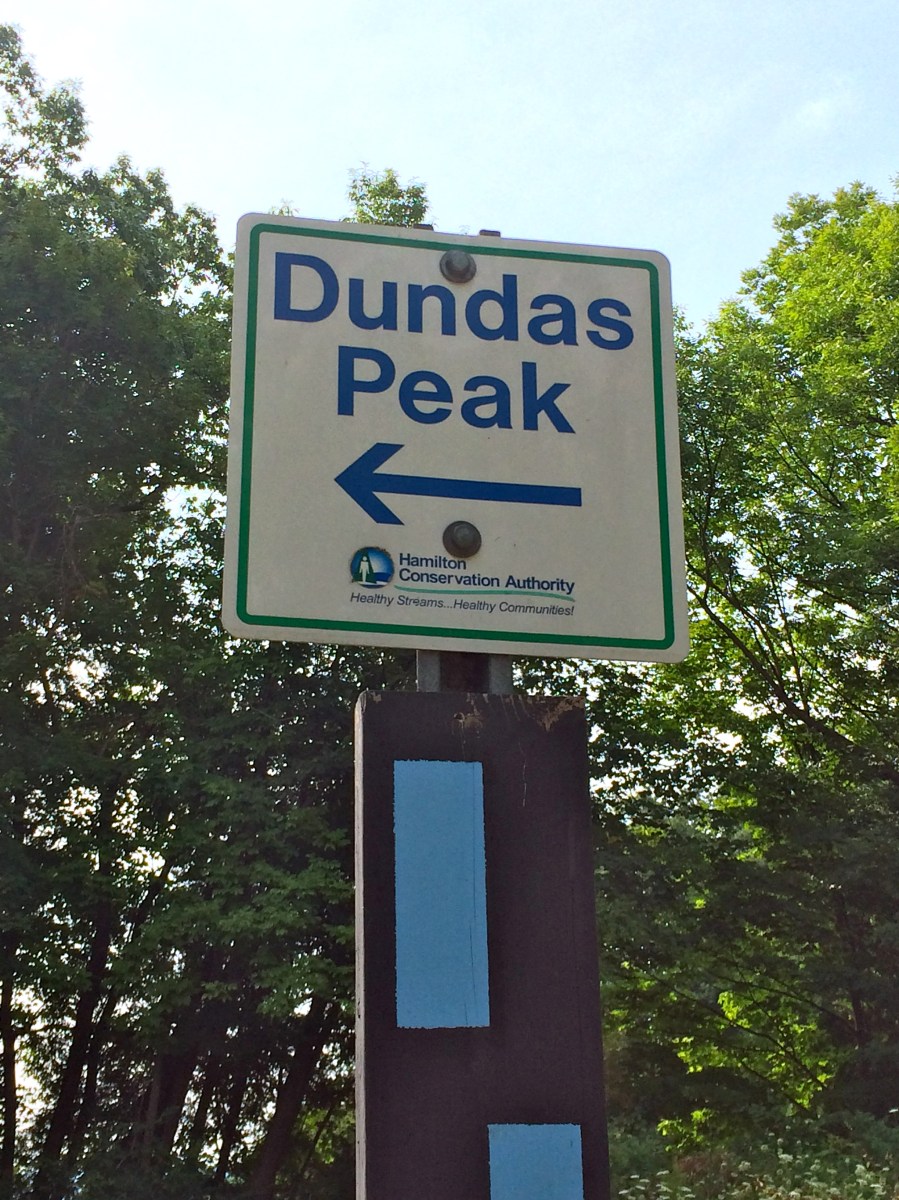 Dundas
Peak
Hamilton
Conservation Authority
Healthy Streams...Healthy Communities!